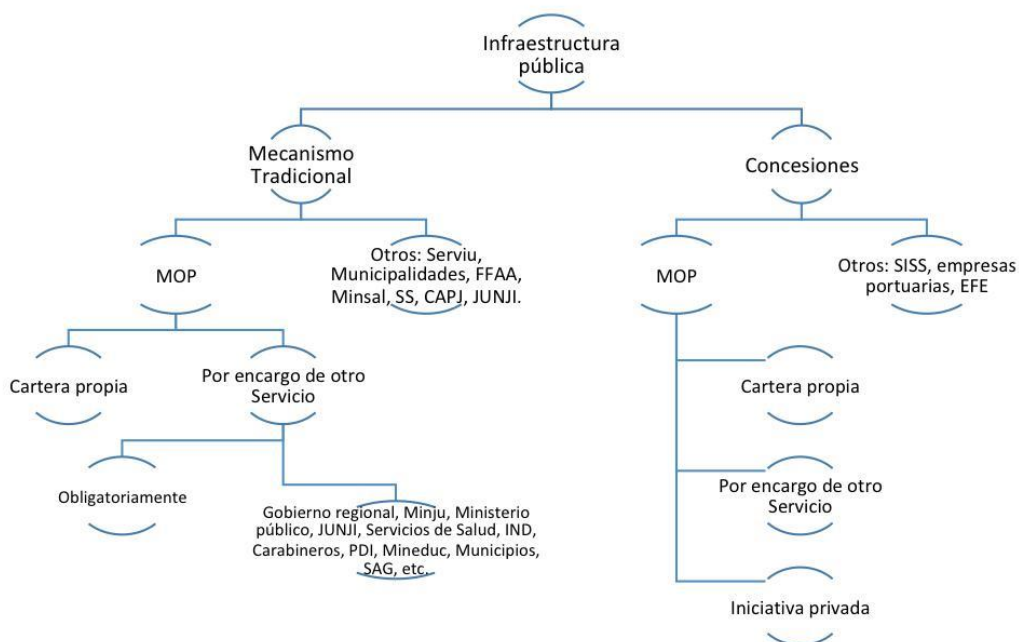 Infraestructura
pública
Mecanismo
Tradicional
Concesiones
MOP
Otros: Serviu,
Municipalidades, FFAA,
Minsal, SS, CAPJ, JUNJI.
MOP
Otros: SISS, empresas
portuarias, EFE
Cartera propia
Por encargo de otro
Servicio
Cartera propia
Obligatoriamente
Gobierno regional, Minju, Ministerio
público, JUNJI, Servicios de Salud, IND,
Carabineros, PDI, Mineduc, Municipios,
SAG, etc.
Por encargo de otro
Servicio
Iniciativa privada